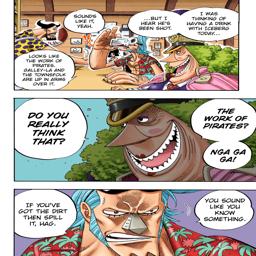 I WAS
THINKING OF
HAVING A DRINK
WITH ICEBERG
TODAY...
...BUT I
HEAR HE'S
BEEN SHOT.
SOUNDS
LIKE IT,
YEAH.
LOOKS LIKE
THE WORK OF
PIRATES.
GALLEY-LA AND
THE TOWNSFOLK
ARE UP IN ARMS
OVER IT.
THE
WORK OF
PIRATES?
NGA GA
GA!
DO YOU
REALLY
THINK
THAT?
YOU SOUND
LIKE YOU
KNOW
SOMETHING.
IF YOU'VE
GOT THE DIRT
THEN SPILL
IT, HAG.